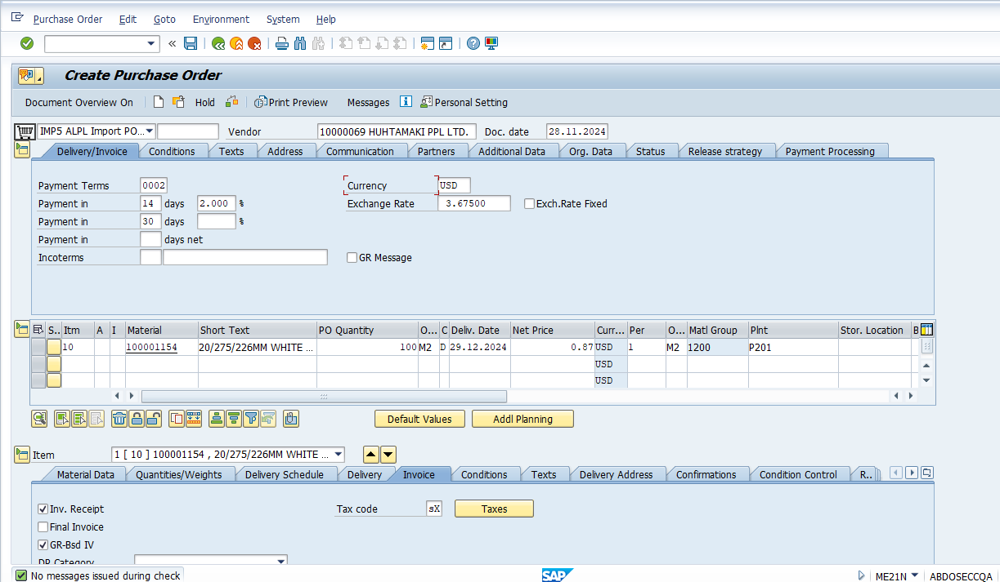 Purchase Order Edit Goto Environment System Help
Create Purchase Order
Document Overview On Hold Print Preview Messages Personal Setting
IMP5 ALPL Import PO... Vendor 10000069 HUHTAMAKI PPL LTD. Doc. date 28.11.2024
Delivery/Invoice Conditions Texts Address Communication Partners Additional Data Org. Data Status Release strategy Payment Processing
Payment Terms 0002 Currency USD
Payment in 14 days 2.000 % Exchange Rate 3.67500 Exch.Rate Fixed
Payment in 30 days %
Payment in days net
Incoterms GR Message
S.. Itm A I Material Short Text PO Quantity O... C Deliv. Date Net Price Curr... Per O... Matl Group Plnt Stor. Location B
10 100001154 20/275/226MM WHITE ... 100 M2 D 29.12.2024 0.87 USD 1 M2 1200 P201
USD
USD
Default Values Addl Planning
Item 1 [ 10 ] 100001154 , 20/275/226MM WHITE ...
Material Data Quantities/Weights Delivery Schedule Delivery Invoice Conditions Texts Delivery Address Confirmations Condition Control R..
Inv. Receipt Tax code sX Taxes
Final Invoice
GR-Bsd IV
DP Category
No messages issued during check SAP ME21N ABDOSECCQA